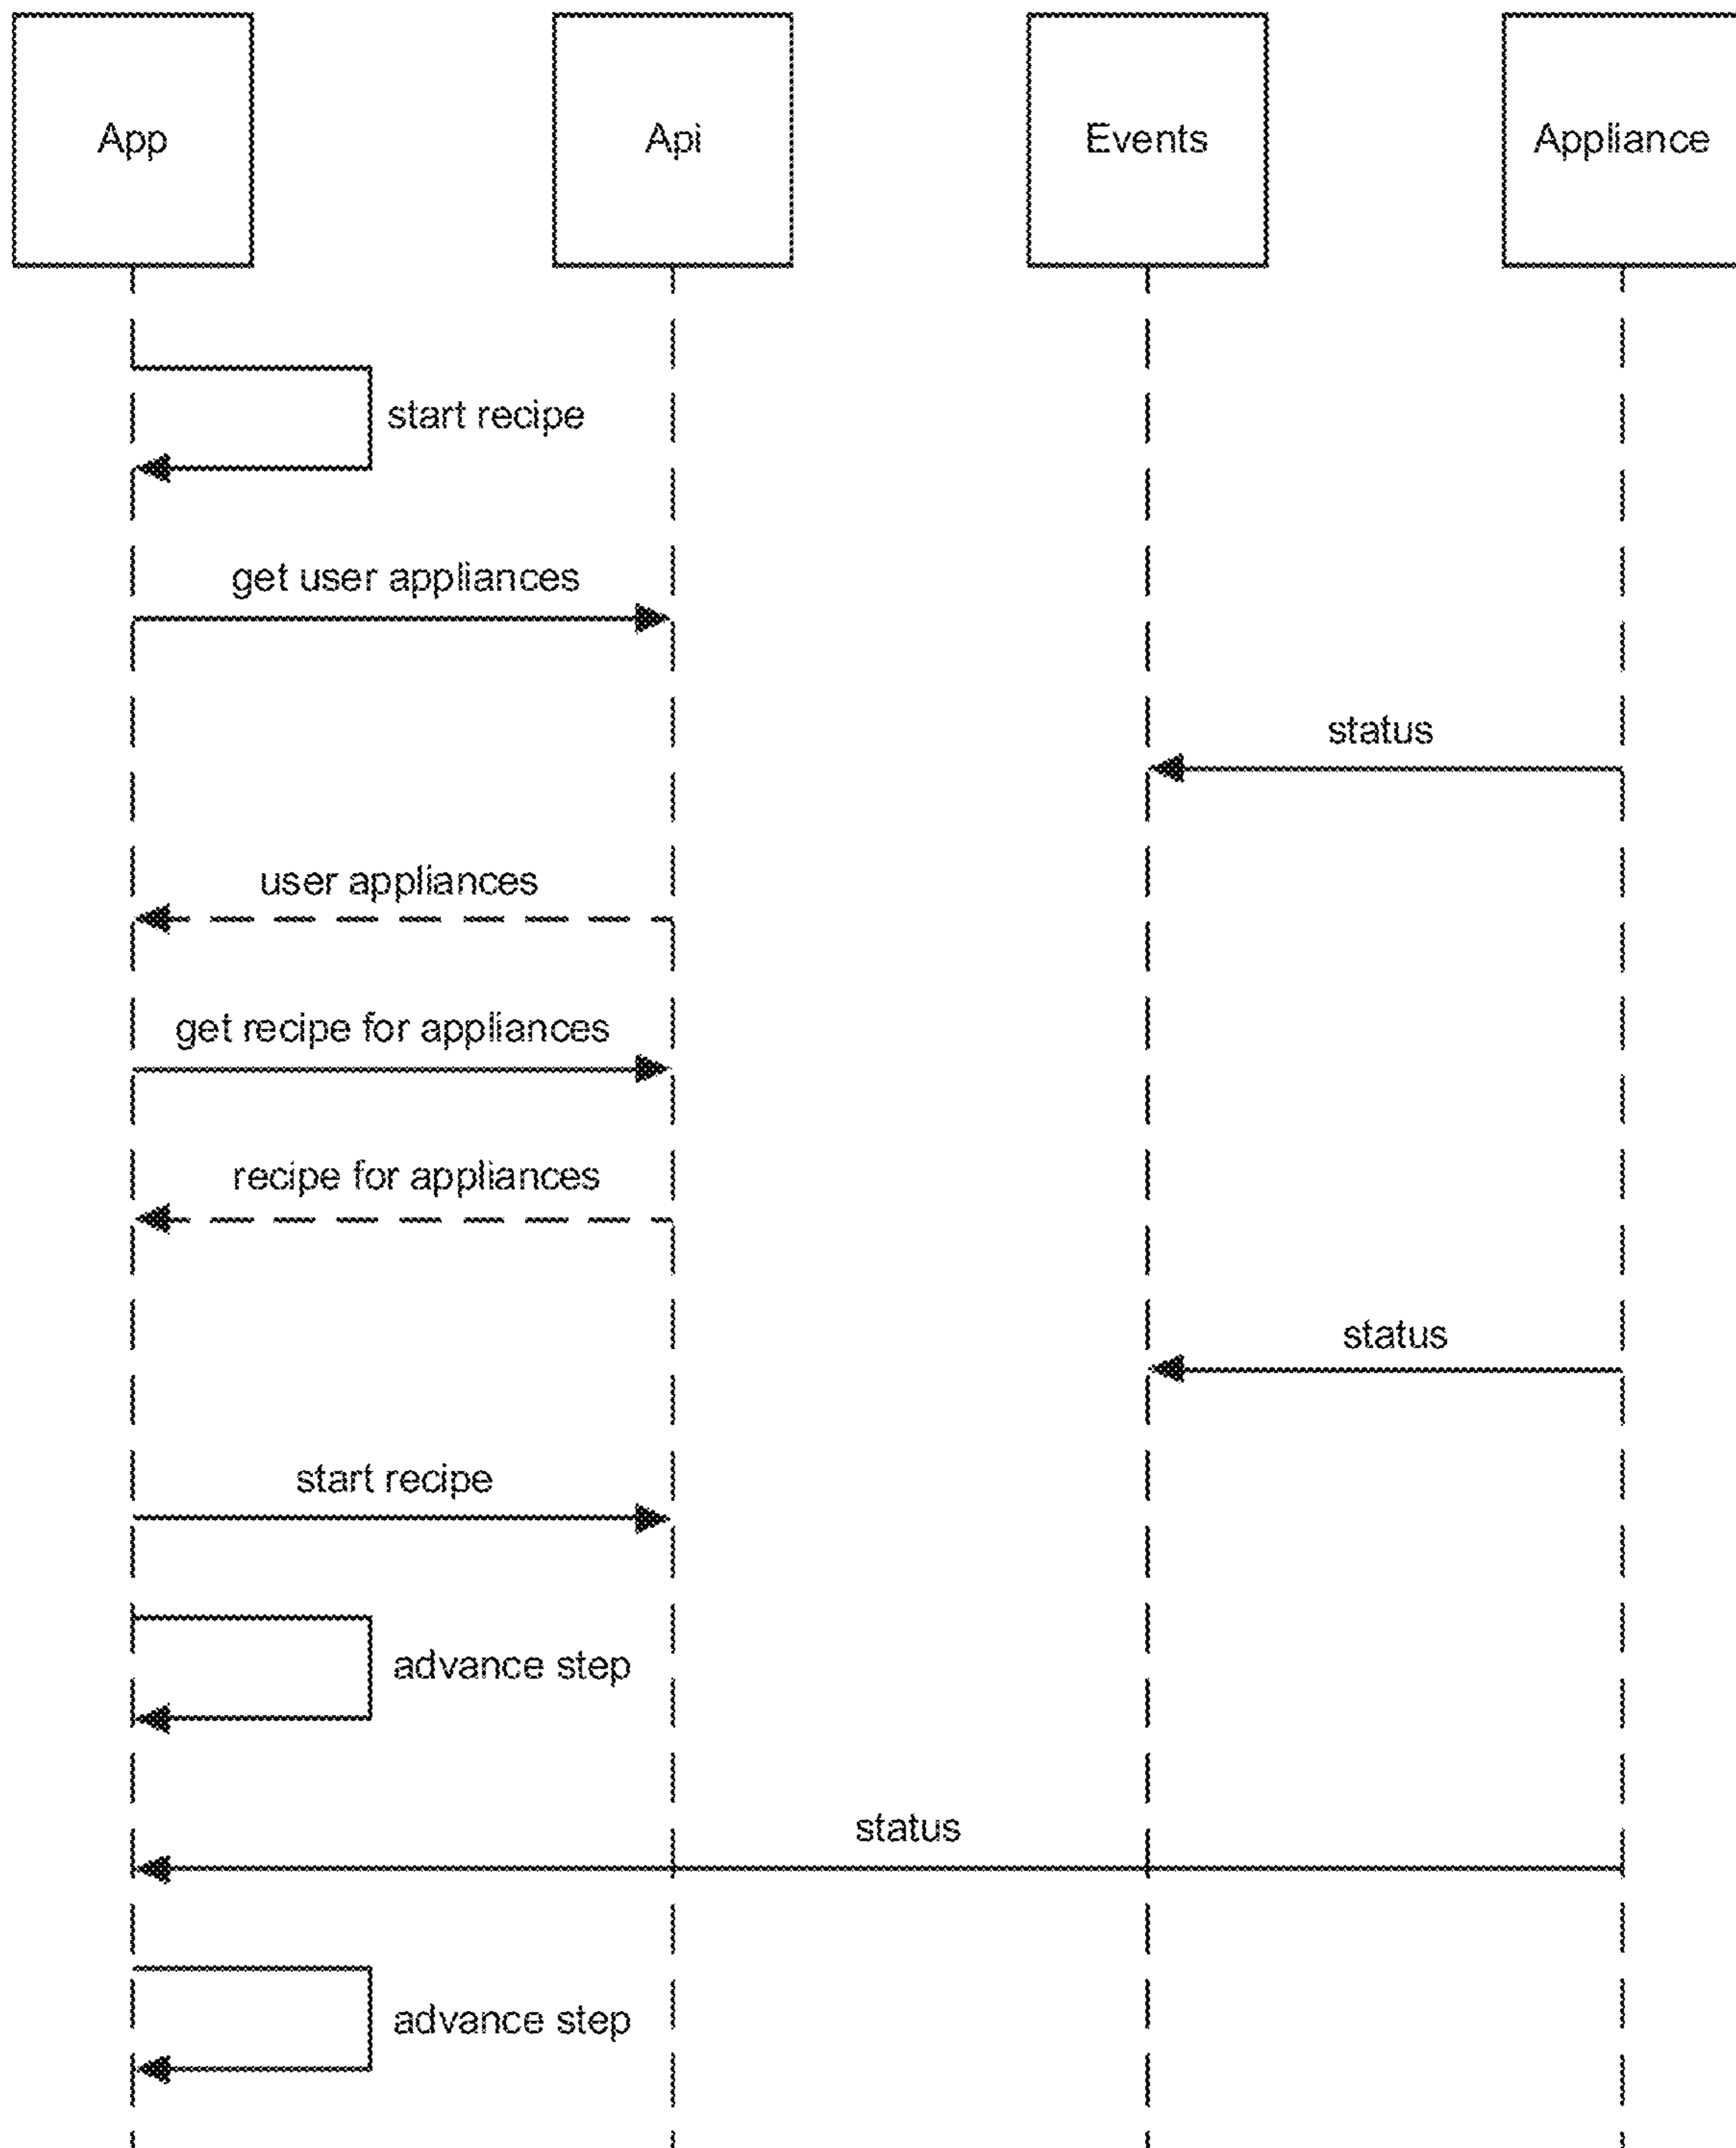 App
Api
Events
Appliance
start recipe
get user appliances
status
user appliances
get recipe for appliances
recipe for appliances
status
start recipe
advance step
status
advance step